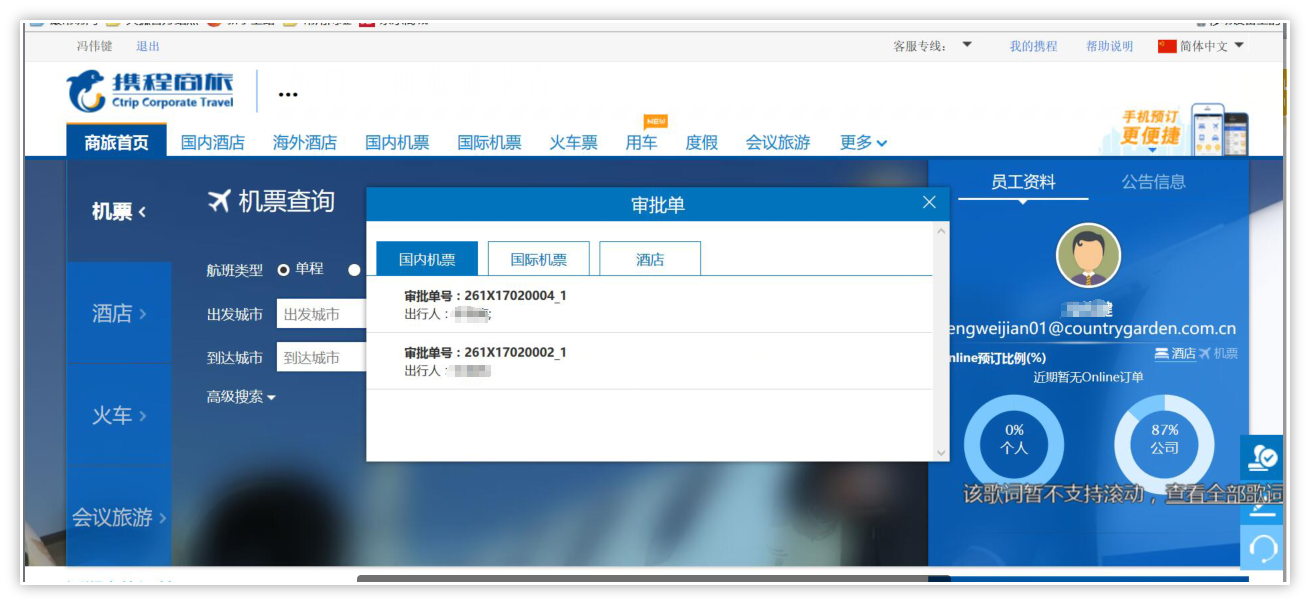 冯伟健 退出
客服专线： 我的携程 帮助说明 简体中文
携程商旅
Ctrip Corporate Travel
...
NEW
手机预订
更便捷
商旅首页 国内酒店 海外酒店 国内机票 国际机票 火车票 用车 度假 会议旅游 更多
员工资料 公告信息
机票
机票查询
审批单
国内机票 国际机票 酒店
航班类型 单程
审批单号：261X17020004_1
出行人：
酒店
出发城市 出发城市
engweijian01@countrygarden.com.cn
审批单号：261X17020002_1
出行人：
到达城市 到达城市
nline预订比例(%) 酒店 机票
近期暂无Online订单
高级搜索
火车
0%
个人
87%
公司
该歌词暂不支持滚动，查看全部歌词
会议旅游